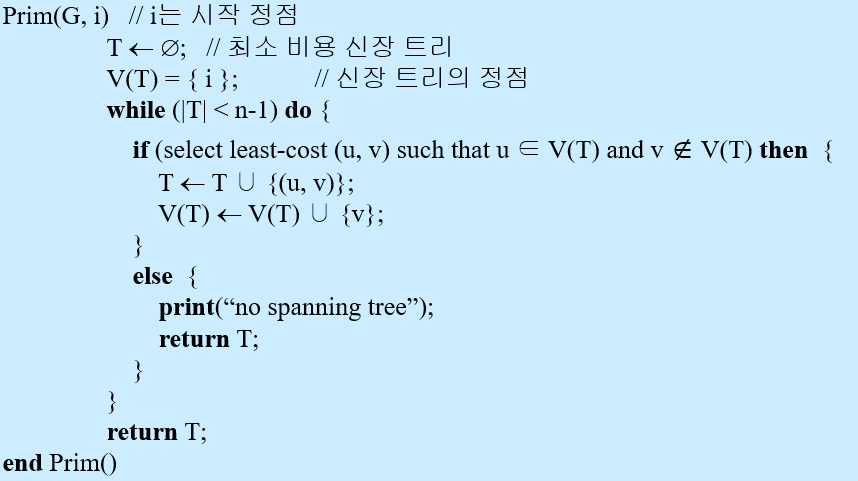 Prim(G, i) // i는 시작 정점
T ← ∅; // 최소 비용 신장 트리
V(T) = { i }; // 신장 트리의 정점
while (|T| < n-1) do {
if (select least-cost (u, v) such that u ∈ V(T) and v ∉ V(T) then {
T ← T ∪ {(u, v)};
V(T) ← V(T) ∪ {v};
}
else {
print(“no spanning tree”);
return T;
}
}
return T;
end Prim()